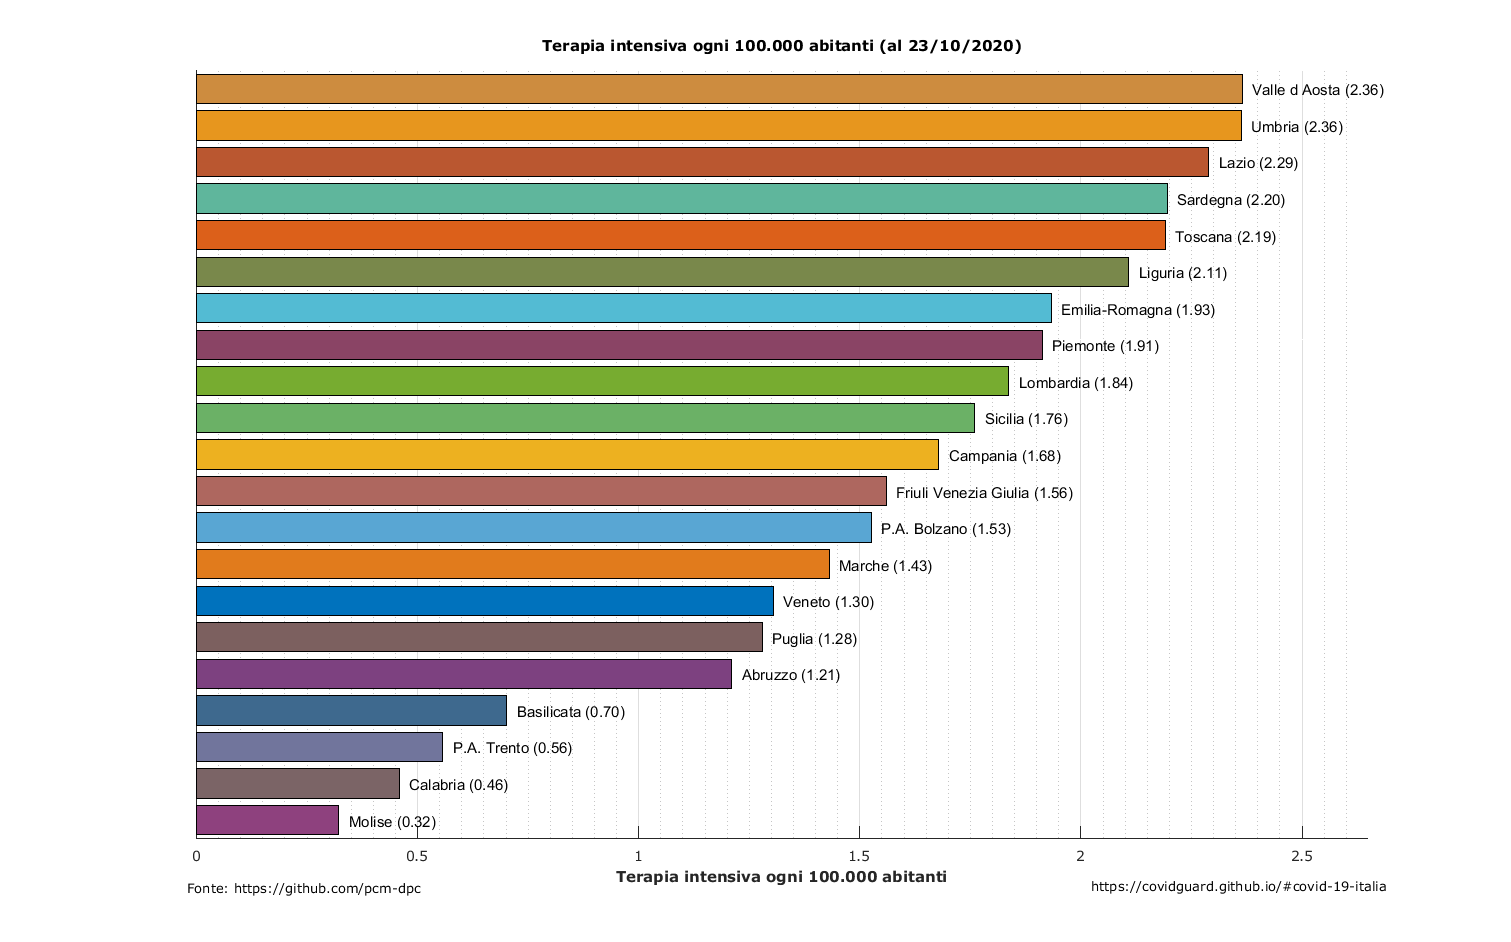 Terapia intensiva ogni 100.000 abitanti (al 23/10/2020)
Valle d Aosta (2.36)
Umbria (2.36)
Lazio (2.29)
Sardegna (2.20)
Toscana (2.19)
Liguria (2.11)
Emilia-Romagna (1.93)
Piemonte (1.91)
Lombardia (1.84)
Sicilia (1.76)
Campania (1.68)
Friuli Venezia Giulia (1.56)
P.A. Bolzano (1.53)
Marche (1.43)
Veneto (1.30)
Puglia (1.28)
Abruzzo (1.21)
Basilicata (0.70)
P.A. Trento (0.56)
Calabria (0.46)
Molise (0.32)
0 0.5 1 1.5 2 2.5
Terapia intensiva ogni 100.000 abitanti
Fonte: https://github.com/pcm-dpc
https://covidguard.github.io/#covid-19-italia